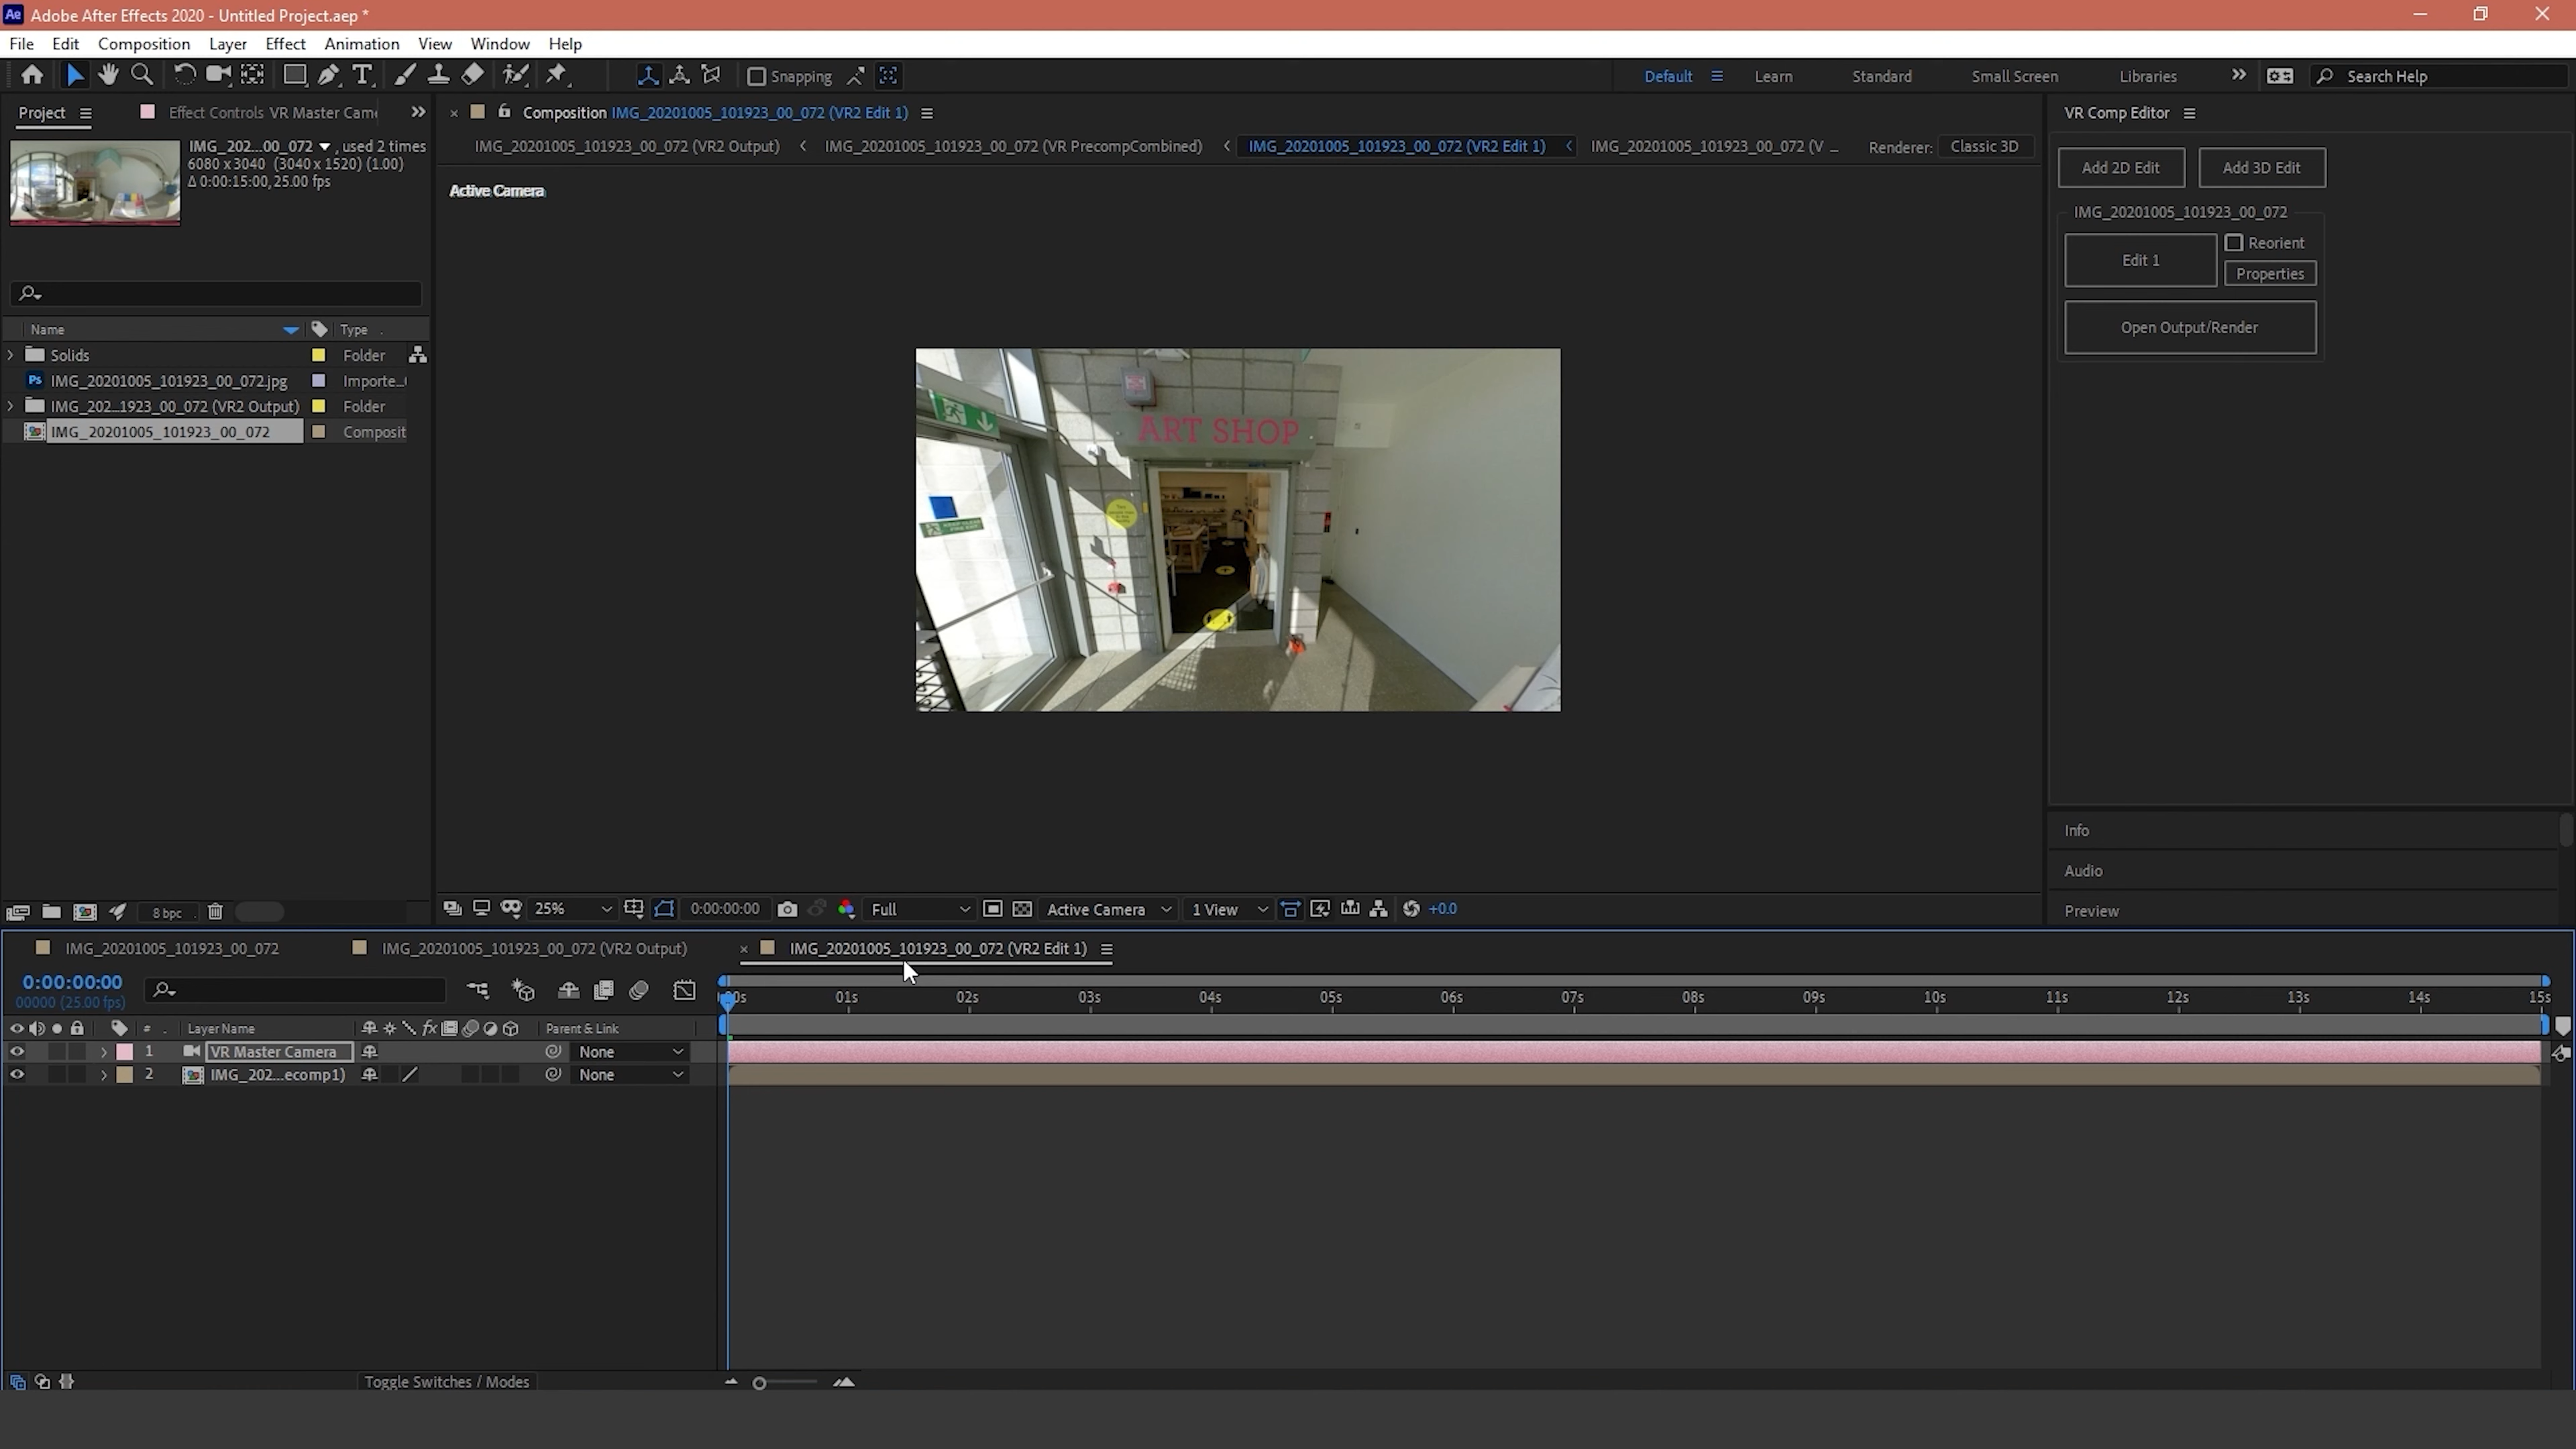 Ae Adobe After Effects 2020 - Untitled Project.aep *
File Edit Composition Layer Effect Animation View Window Help
Snapping Default Learn Standard Small Screen Libraries Search Help
Project Effect Controls VR Master Came
IMG_202...00_072 , used 2 times
6080 x 3040 (3040 x 1520) (1.00)
Δ 0:00:15:00, 25.00 fps
Name Type
Solids Folder
Ps IMG_20201005_101923_00_072.jpg Importe...
IMG_202...1923_00_072 (VR2 Output) Folder
IMG_20201005_101923_00_072 Composit
8 bpc
Composition IMG_20201005_101923_00_072 (VR2 Edit 1)
IMG_20201005_101923_00_072 (VR2 Output) IMG_20201005_101923_00_072 (VR PrecompCombined) IMG_20201005_101923_00_072 (VR2 Edit 1) IMG_20201005_101923_00_072 (V ... Renderer: Classic 3D
Active Camera
ART SHOP
25% 0:00:00:00 Full Active Camera 1 View +0.0
VR Comp Editor
Add 2D Edit Add 3D Edit
IMG_20201005_101923_00_072
Edit 1 Reorient
Properties
Open Output/Render
Info
Audio
Preview
IMG_20201005_101923_00_072 IMG_20201005_101923_00_072 (VR2 Output) IMG_20201005_101923_00_072 (VR2 Edit 1)
0:00:00:00
00000 (25.00 fps)
00s 01s 02s 03s 04s 05s 06s 07s 08s 09s 10s 11s 12s 13s 14s 15s
# Layer Name fx Parent & Link
1 VR Master Camera None
2 IMG_202...ecomp1) None
Toggle Switches / Modes